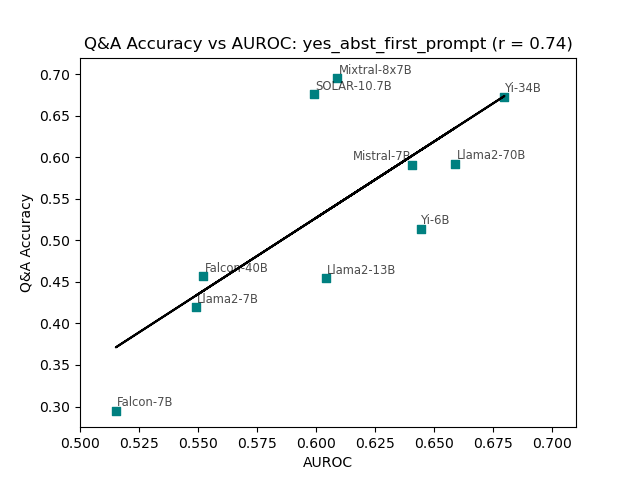 Q&A Accuracy vs AUROC: yes_abst_first_prompt (r = 0.74)
Q&A Accuracy
0.70
0.65
0.60
0.55
0.50
0.45
0.40
0.35
0.30
Mixtral-8x7B
SOLAR-10.7B
Yi-34B
Mistral-7B
Llama2-70B
Yi-6B
Falcon-40B
Llama2-13B
Llama2-7B
Falcon-7B
0.500
0.525
0.550
0.575
0.600
0.625
0.650
0.675
0.700
AUROC